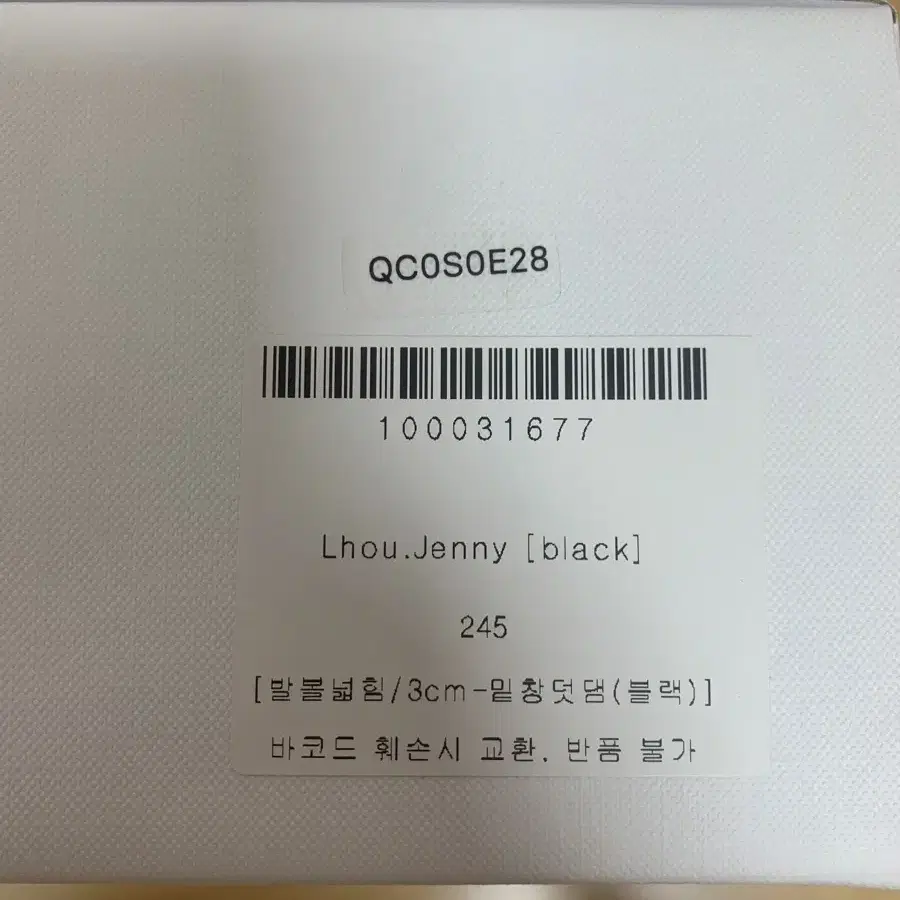 QC0S0E28
100031677
Lhou.Jenny [black]
245
[발볼넓힘/3cm-밑창덧댐(블랙)]
바코드 훼손시 교환. 반품 불가